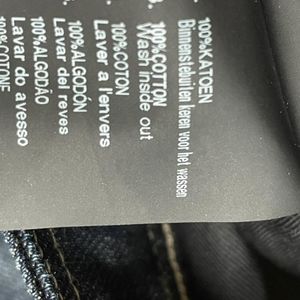 100%KATOEN
Binnenstebuiten keren voor het wassen
100%COTTON
Wash inside out
100%COTON
Laver a l'envers
100%ALGODÓN
Lavar del reves
100%ALGODÃO
Lavar do avesso
100%COTONE